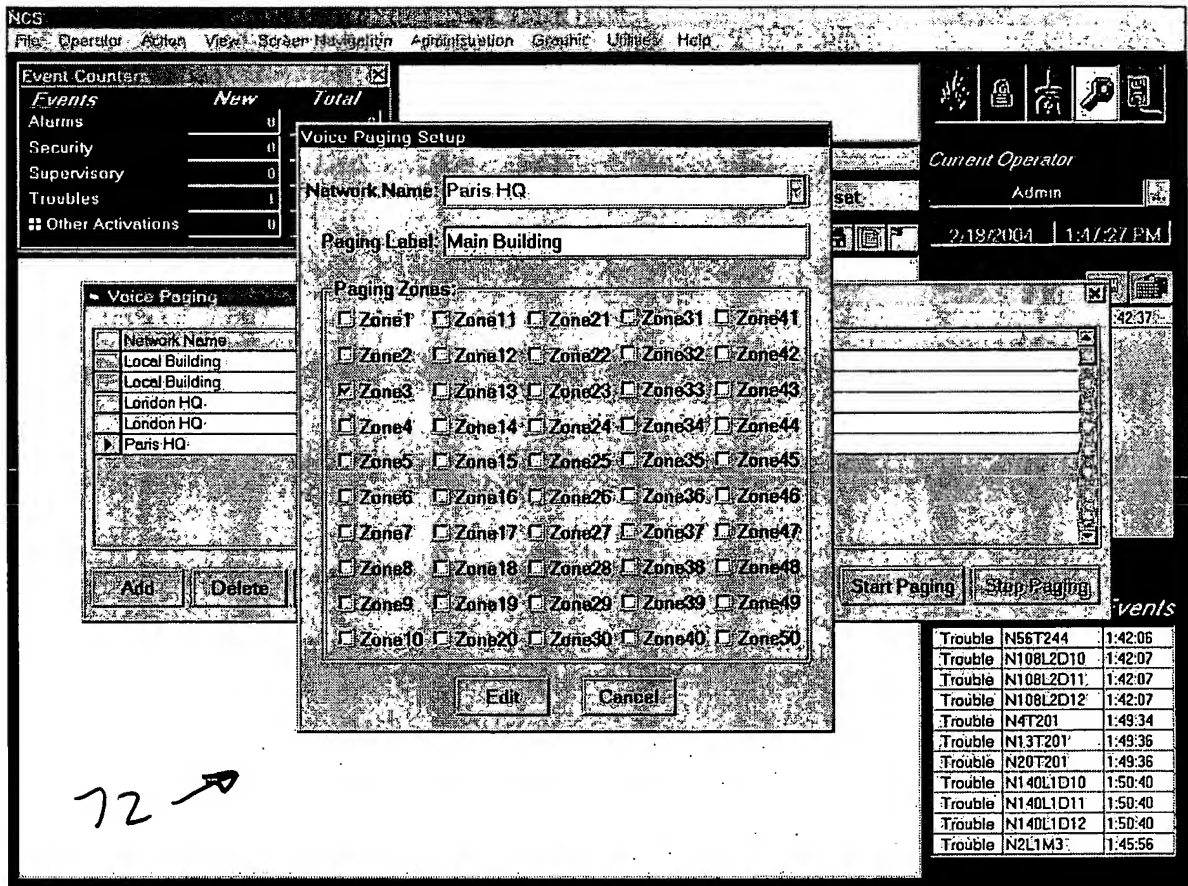 NCS
File Operator Action View Screen Navigation Administration Graphic Utilities Help
Event Counters
Events New Total
Alarms 0 0
Security 0
Supervisory 0
Troubles 1
Other Activations 0
Voice Paging Setup
Network Name: Paris HQ
Paging Label: Main Building
Paging Zones:
Zone1 Zone11 Zone21 Zone31 Zone41
Zone2 Zone12 Zone22 Zone32 Zone42
Zone3 Zone13 Zone23 Zone33 Zone43
Zone4 Zone14 Zone24 Zone34 Zone44
Zone5 Zone15 Zone25 Zone35 Zone45
Zone6 Zone16 Zone26 Zone36 Zone46
Zone7 Zone17 Zone27 Zone37 Zone47
Zone8 Zone18 Zone28 Zone38 Zone48
Zone9 Zone19 Zone29 Zone39 Zone49
Zone10 Zone20 Zone30 Zone40 Zone50
Edit Cancel
Voice Paging
Network Name
Local Building
Local Building
London HQ
London HQ
Paris HQ
Add Delete
Start Paging Stop Paging
set
Current Operator
Admin
2/18/2004 1:47:27 PM
:42:37
vents
Trouble N56T244 1:42:06
Trouble N108L2D10 1:42:07
Trouble N108L2D11 1:42:07
Trouble N108L2D12 1:42:07
Trouble N4T201 1:49:34
Trouble N13T201 1:49:36
Trouble N20T201 1:49:36
Trouble N140L1D10 1:50:40
Trouble N140L1D11 1:50:40
Trouble N140L1D12 1:50:40
Trouble N2L1M3 1:45:56
72